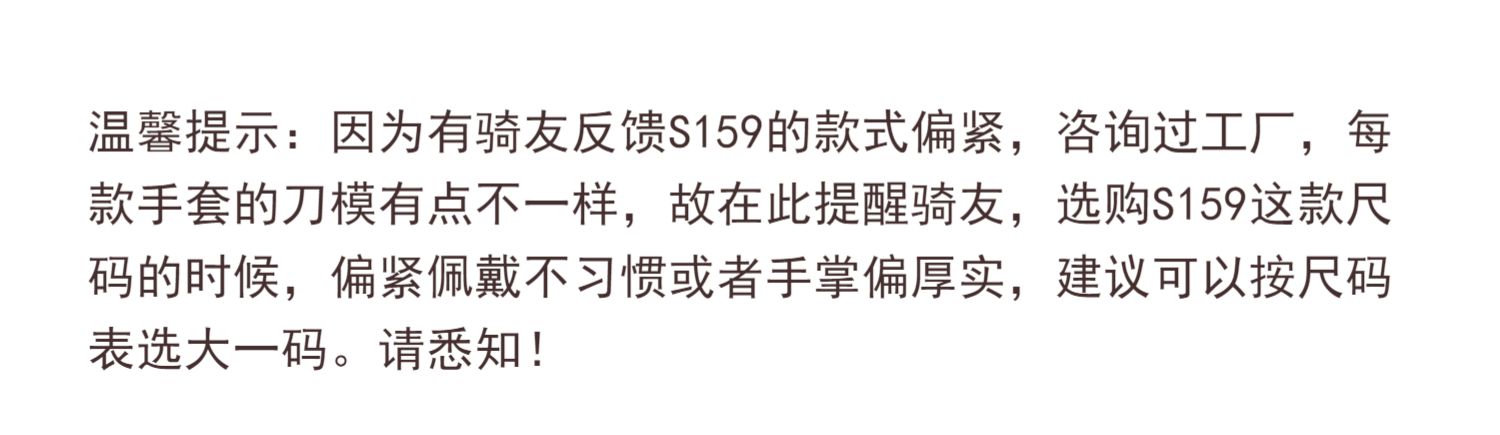 温馨提示：因为有骑友反馈S159的款式偏紧，咨询过工厂，每
款手套的刀模有点不一样，故在此提醒骑友，选购S159这款尺
码的时候，偏紧佩戴不习惯或者手掌偏厚实，建议可以按尺码
表选大一码。请悉知！